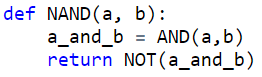 def NAND(a, b):
    a_and_b = AND(a,b)
    return NOT(a_and_b)